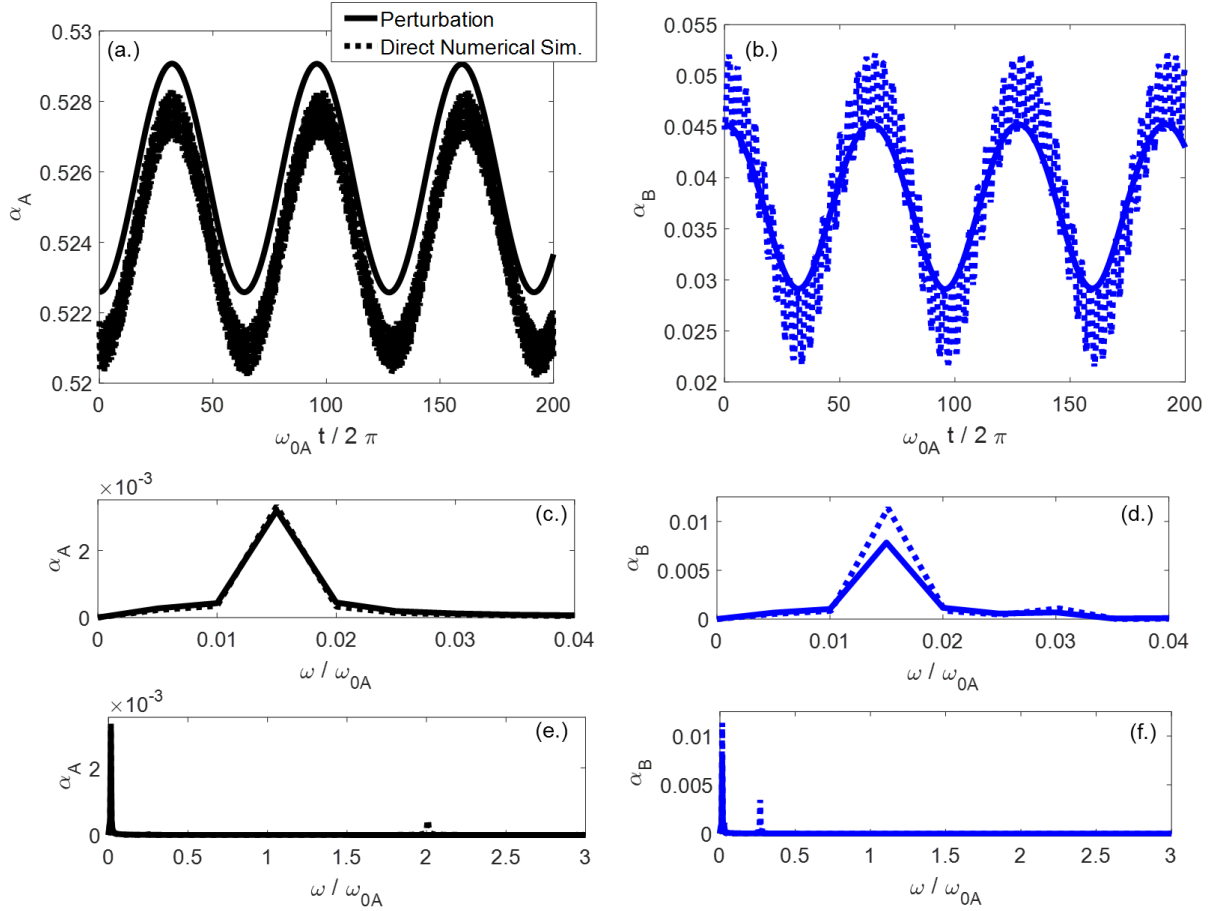 Perturbation
Direct Numerical Sim.
(a.)
0.53
0.528
0.526
0.524
0.522
0.52
α_A
0 50 100 150 200
ω_0A t / 2 π
(b.)
0.055
0.05
0.045
0.04
0.035
0.03
0.025
0.02
α_B
0 50 100 150 200
ω_0A t / 2 π
×10^-3
(c.)
2
0
α_A
0 0.01 0.02 0.03 0.04
ω / ω_0A
(d.)
0.01
0.005
0
α_B
0 0.01 0.02 0.03 0.04
ω / ω_0A
×10^-3
(e.)
2
0
α_A
0 0.5 1 1.5 2 2.5 3
ω / ω_0A
(f.)
0.01
0.005
0
α_B
0 0.5 1 1.5 2 2.5 3
ω / ω_0A